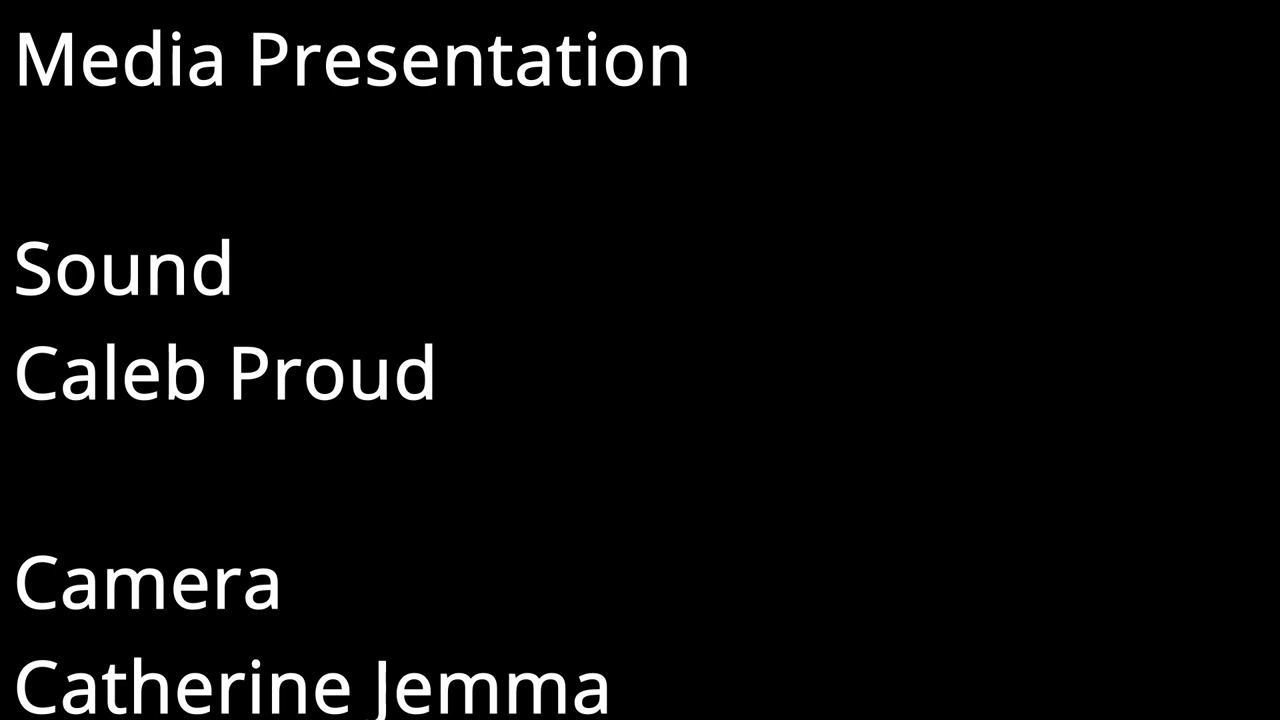 Media Presentation
Sound
Caleb Proud
Camera
Catherine Jemma